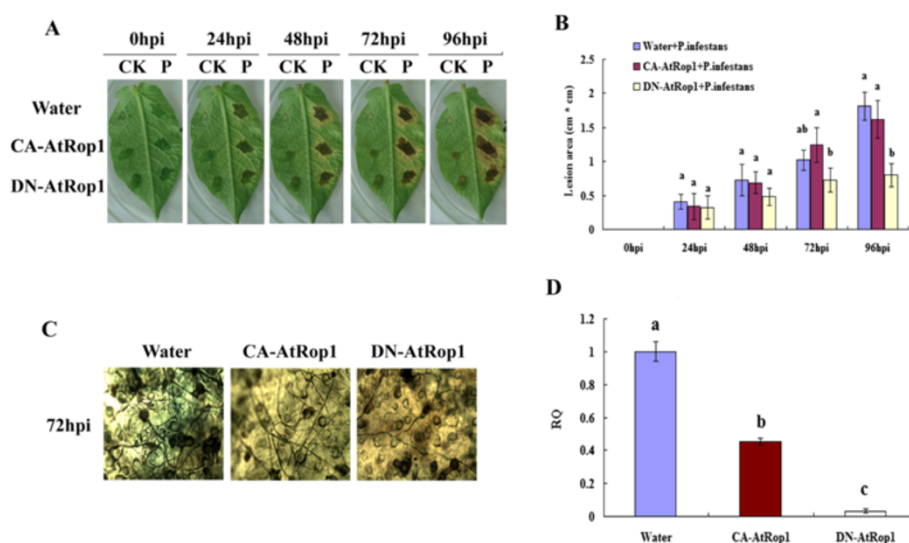 A
0hpi 24hpi 48hpi 72hpi 96hpi
CK P CK P CK P CK P CK P
Water
CA-AtRop1
DN-AtRop1
B
Lesion area (cm * cm)
2.5
2
1.5
1
0.5
0
Water+P.infestans
CA-AtRop1+P.infestans
DN-AtRop1+P.infestans
a a a
a a a
ab a b
a a b
0hpi 24hpi 48hpi 72hpi 96hpi
C
Water CA-AtRop1 DN-AtRop1
72hpi
D
RQ
1.2
1
0.8
0.6
0.4
0.2
0
a
b
c
Water CA-AtRop1 DN-AtRop1